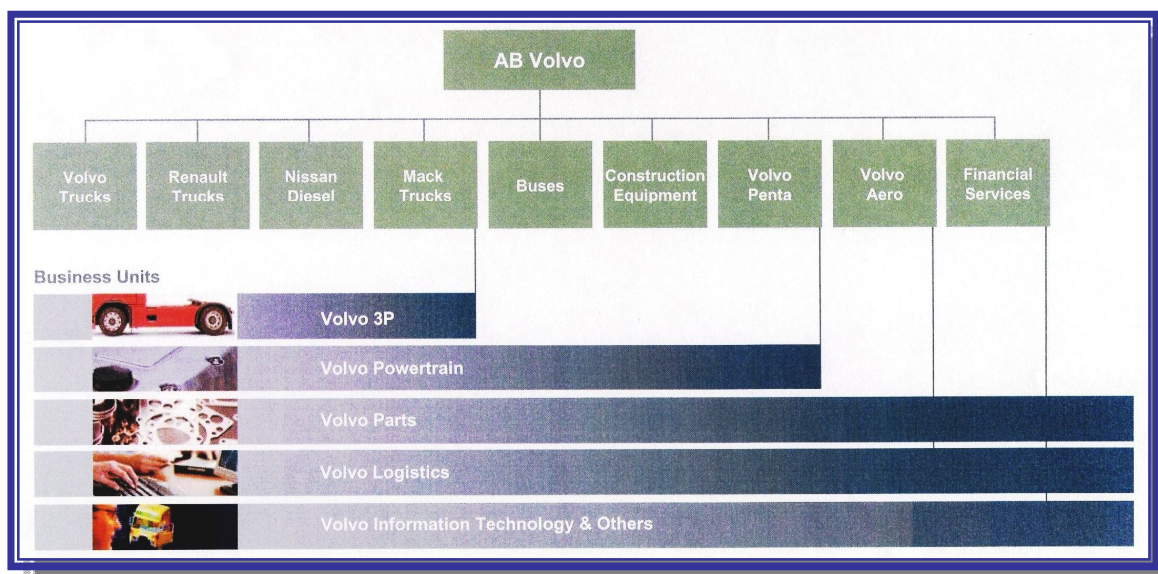 AB Volvo
Volvo
Trucks
Renault
Trucks
Nissan
Diesel
Mack
Trucks
Buses
Construction
Equipment
Volvo
Penta
Volvo
Aero
Financial
Services
Business Units
Volvo 3P
Volvo Powertrain
Volvo Parts
Volvo Logistics
Volvo Information Technology & Others